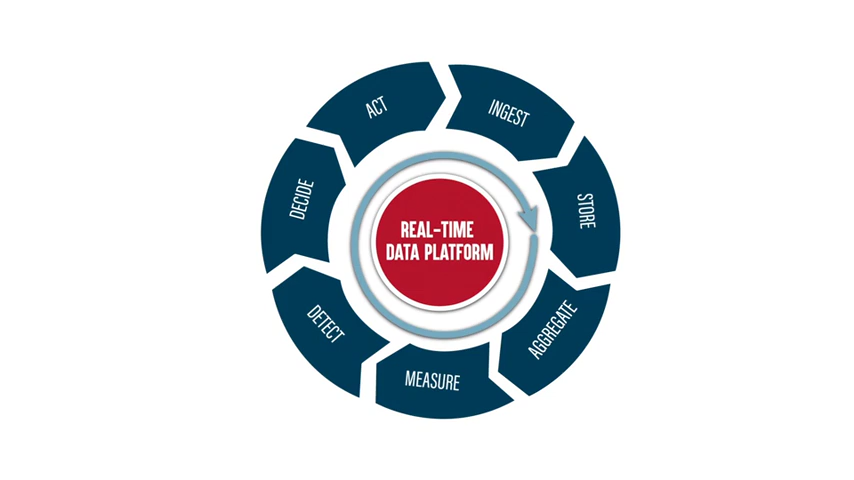 ACT
INGEST
STORE
AGGREGATE
MEASURE
DETECT
DECIDE
REAL-TIME
DATA PLATFORM